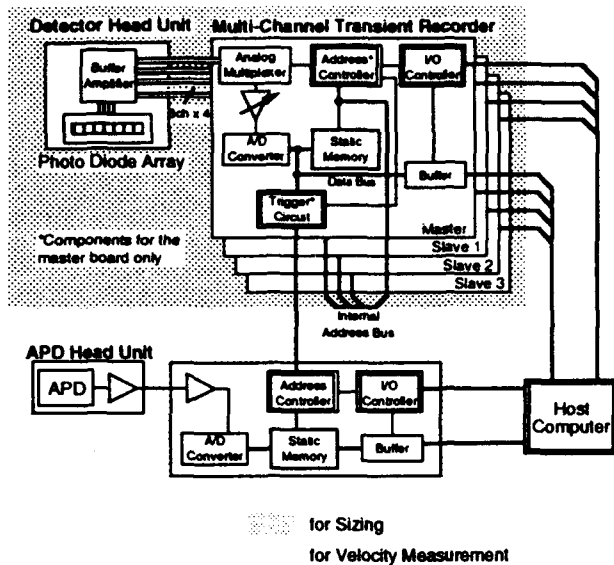 Detector Head Unit
Multi-Channel Transient Recorder
Buffer
Amplifier
Photo Diode Array
8ch x 4
Analog
Multiplexer
Address*
Controller
I/O
Controller
A/D
Converter
Static
Memory
Data Bus
Buffer
Trigger*
Circuit
Master
Slave 1
Slave 2
Slave 3
*Components for the
master board only
Internal
Address Bus
APD Head Unit
APD
Address
Controller
I/O
Controller
A/D
Converter
Static
Memory
Buffer
Host
Computer
for Sizing
for Velocity Measurement